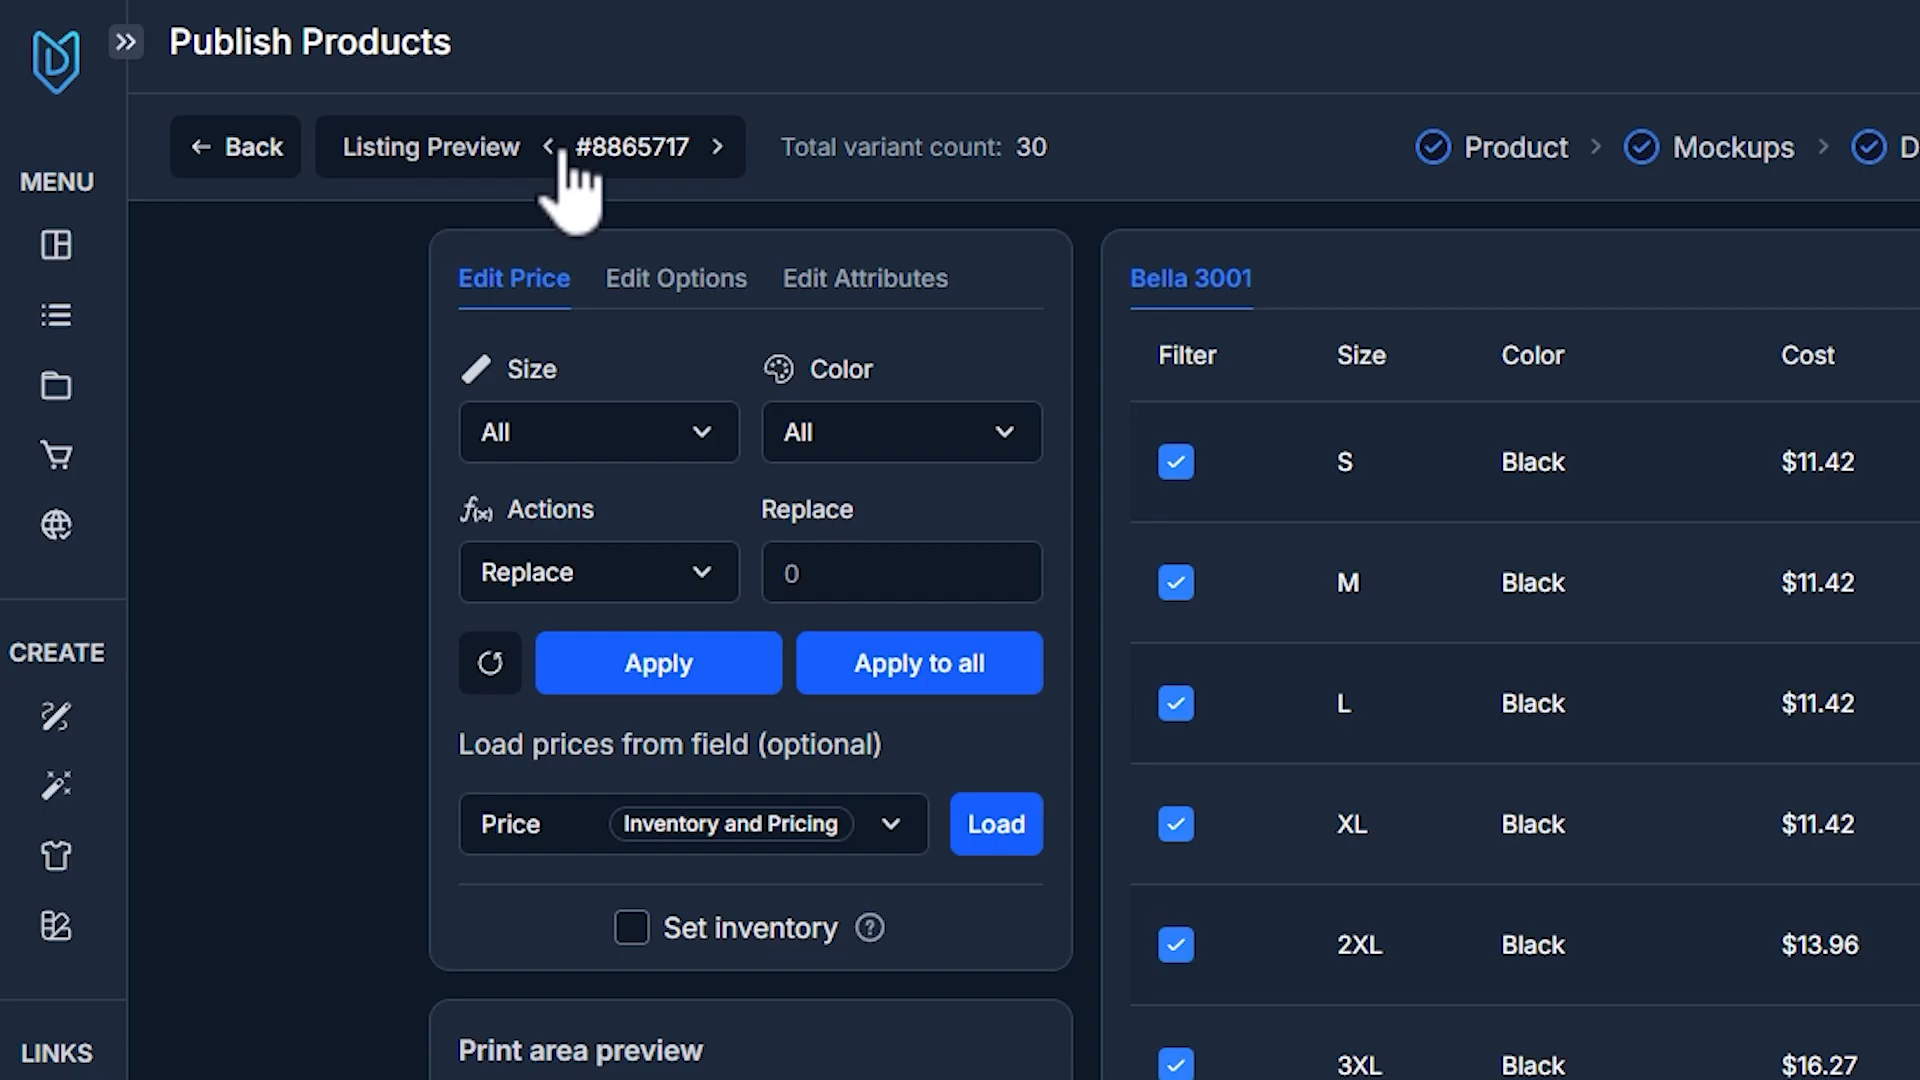 Publish Products
Back
Listing Preview #8865717
Total variant count: 30
Product
Mockups
D
MENU
CREATE
LINKS
Edit Price Edit Options Edit Attributes
Size Color
All All
Actions Replace
Replace 0
Apply Apply to all
Load prices from field (optional)
Price Inventory and Pricing Load
Set inventory
Print area preview
Bella 3001
Filter Size Color Cost
S Black $11.42
M Black $11.42
L Black $11.42
XL Black $11.42
2XL Black $13.96
3XL Black $16.27